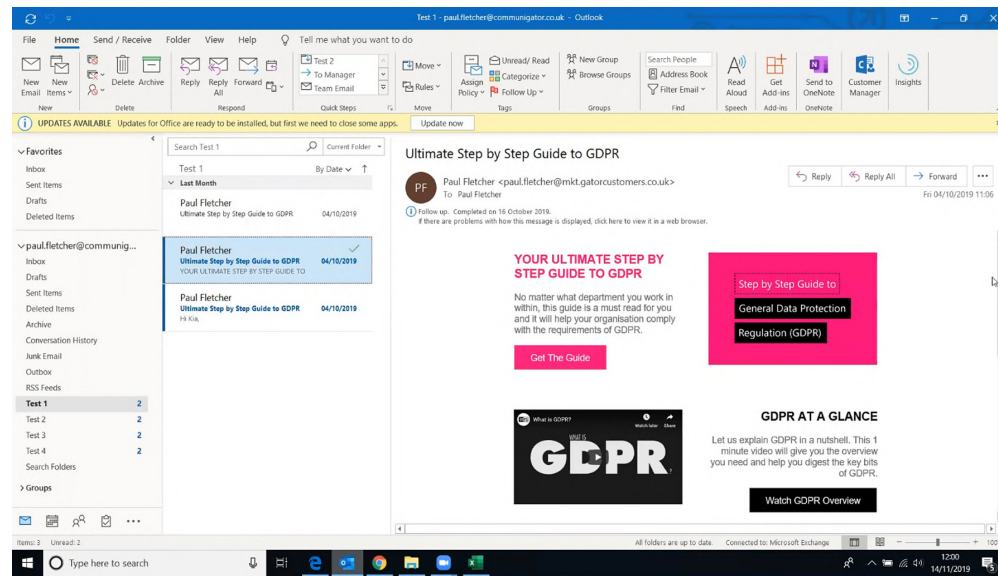 Test 1 - paul.fletcher@communigator.co.uk - Outlook
File Home Send / Receive Folder View Help Tell me what you want to do
New Email
New Items
Delete
Archive
Reply
Reply All
Forward
Test 2
To Manager
Team Email
Move
Rules
Assign Policy
Unread/ Read
Categorize
Follow Up
New Group
Browse Groups
Search People
Address Book
Filter Email
Read Aloud
Get Add-ins
Send to OneNote
Customer Manager
Insights
New Delete Respond Quick Steps Move Tags Groups Find Speech Add-ins OneNote
UPDATES AVAILABLE Updates for Office are ready to be installed, but first we need to close some apps. Update now
Favorites
Inbox
Sent Items
Drafts
Deleted Items
paul.fletcher@communig...
Inbox
Drafts
Sent Items
Deleted Items
Archive
Conversation History
Junk Email
Outbox
RSS Feeds
Test 1 2
Test 2 2
Test 3 2
Test 4 2
Search Folders
Groups
Search Test 1 Current Folder
Test 1 By Date
Last Month
Paul Fletcher
Ultimate Step by Step Guide to GDPR 04/10/2019
Paul Fletcher
Ultimate Step by Step Guide to GDPR 04/10/2019
YOUR ULTIMATE STEP BY STEP GUIDE TO
Paul Fletcher
Ultimate Step by Step Guide to GDPR 04/10/2019
Hi Kia,
Ultimate Step by Step Guide to GDPR
PF
Paul Fletcher <paul.fletcher@mkt.gatorcustomers.co.uk>
To Paul Fletcher
Reply Reply All Forward ...
Fri 04/10/2019 11:06
Follow up. Completed on 16 October 2019.
If there are problems with how this message is displayed, click here to view it in a web browser.
YOUR ULTIMATE STEP BY
STEP GUIDE TO GDPR
No matter what department you work in
within, this guide is a must read for you
and it will help your organisation comply
with the requirements of GDPR.
Get The Guide
Step by Step Guide to
General Data Protection
Regulation (GDPR)
What is GDPR?
Watch later Share
WHAT IS
GDPR?
GDPR AT A GLANCE
Let us explain GDPR in a nutshell. This 1
minute video will give you the overview
you need and help you digest the key bits
of GDPR.
Watch GDPR Overview
Items: 3 Unread: 2
All folders are up to date. Connected to: Microsoft Exchange
100
Type here to search
12:00
14/11/2019